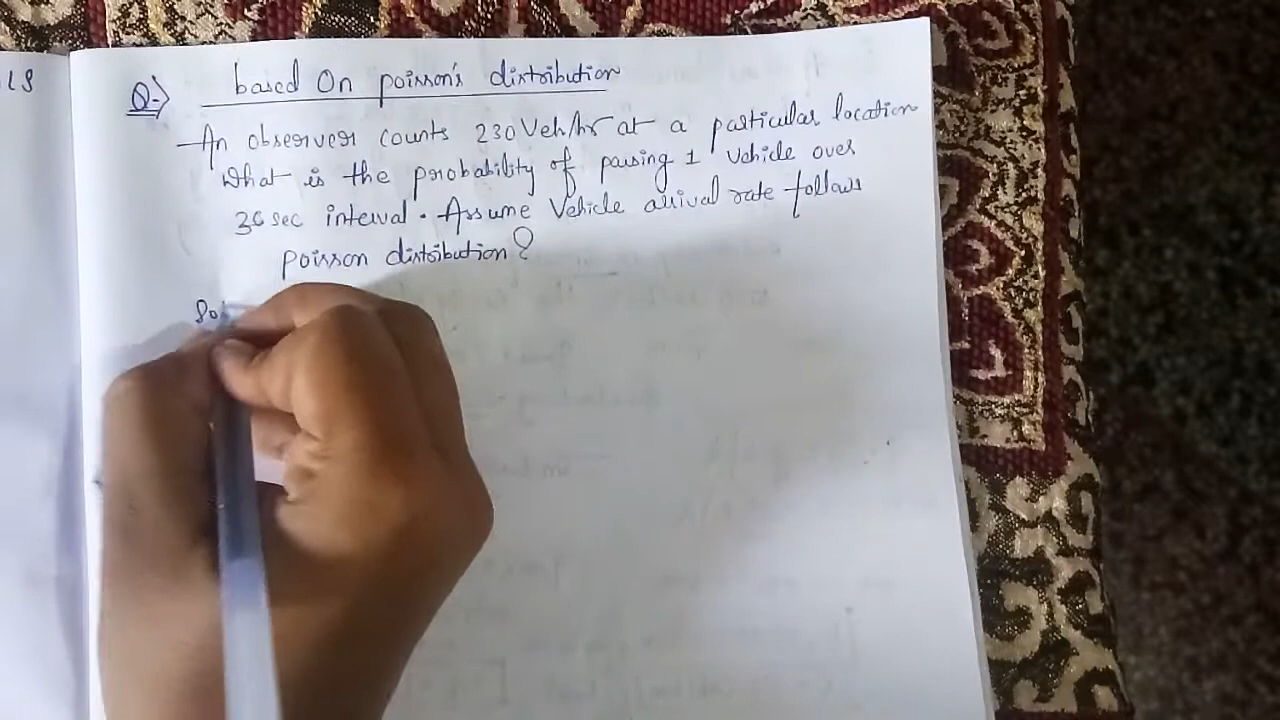 Q:> based On poisson's distribution
An observer counts 230 Veh/hr at a particular location
What is the probability of passing 1 Vehicle over
36 sec interval. Assume Vehicle arrival rate follows
poisson distribution?